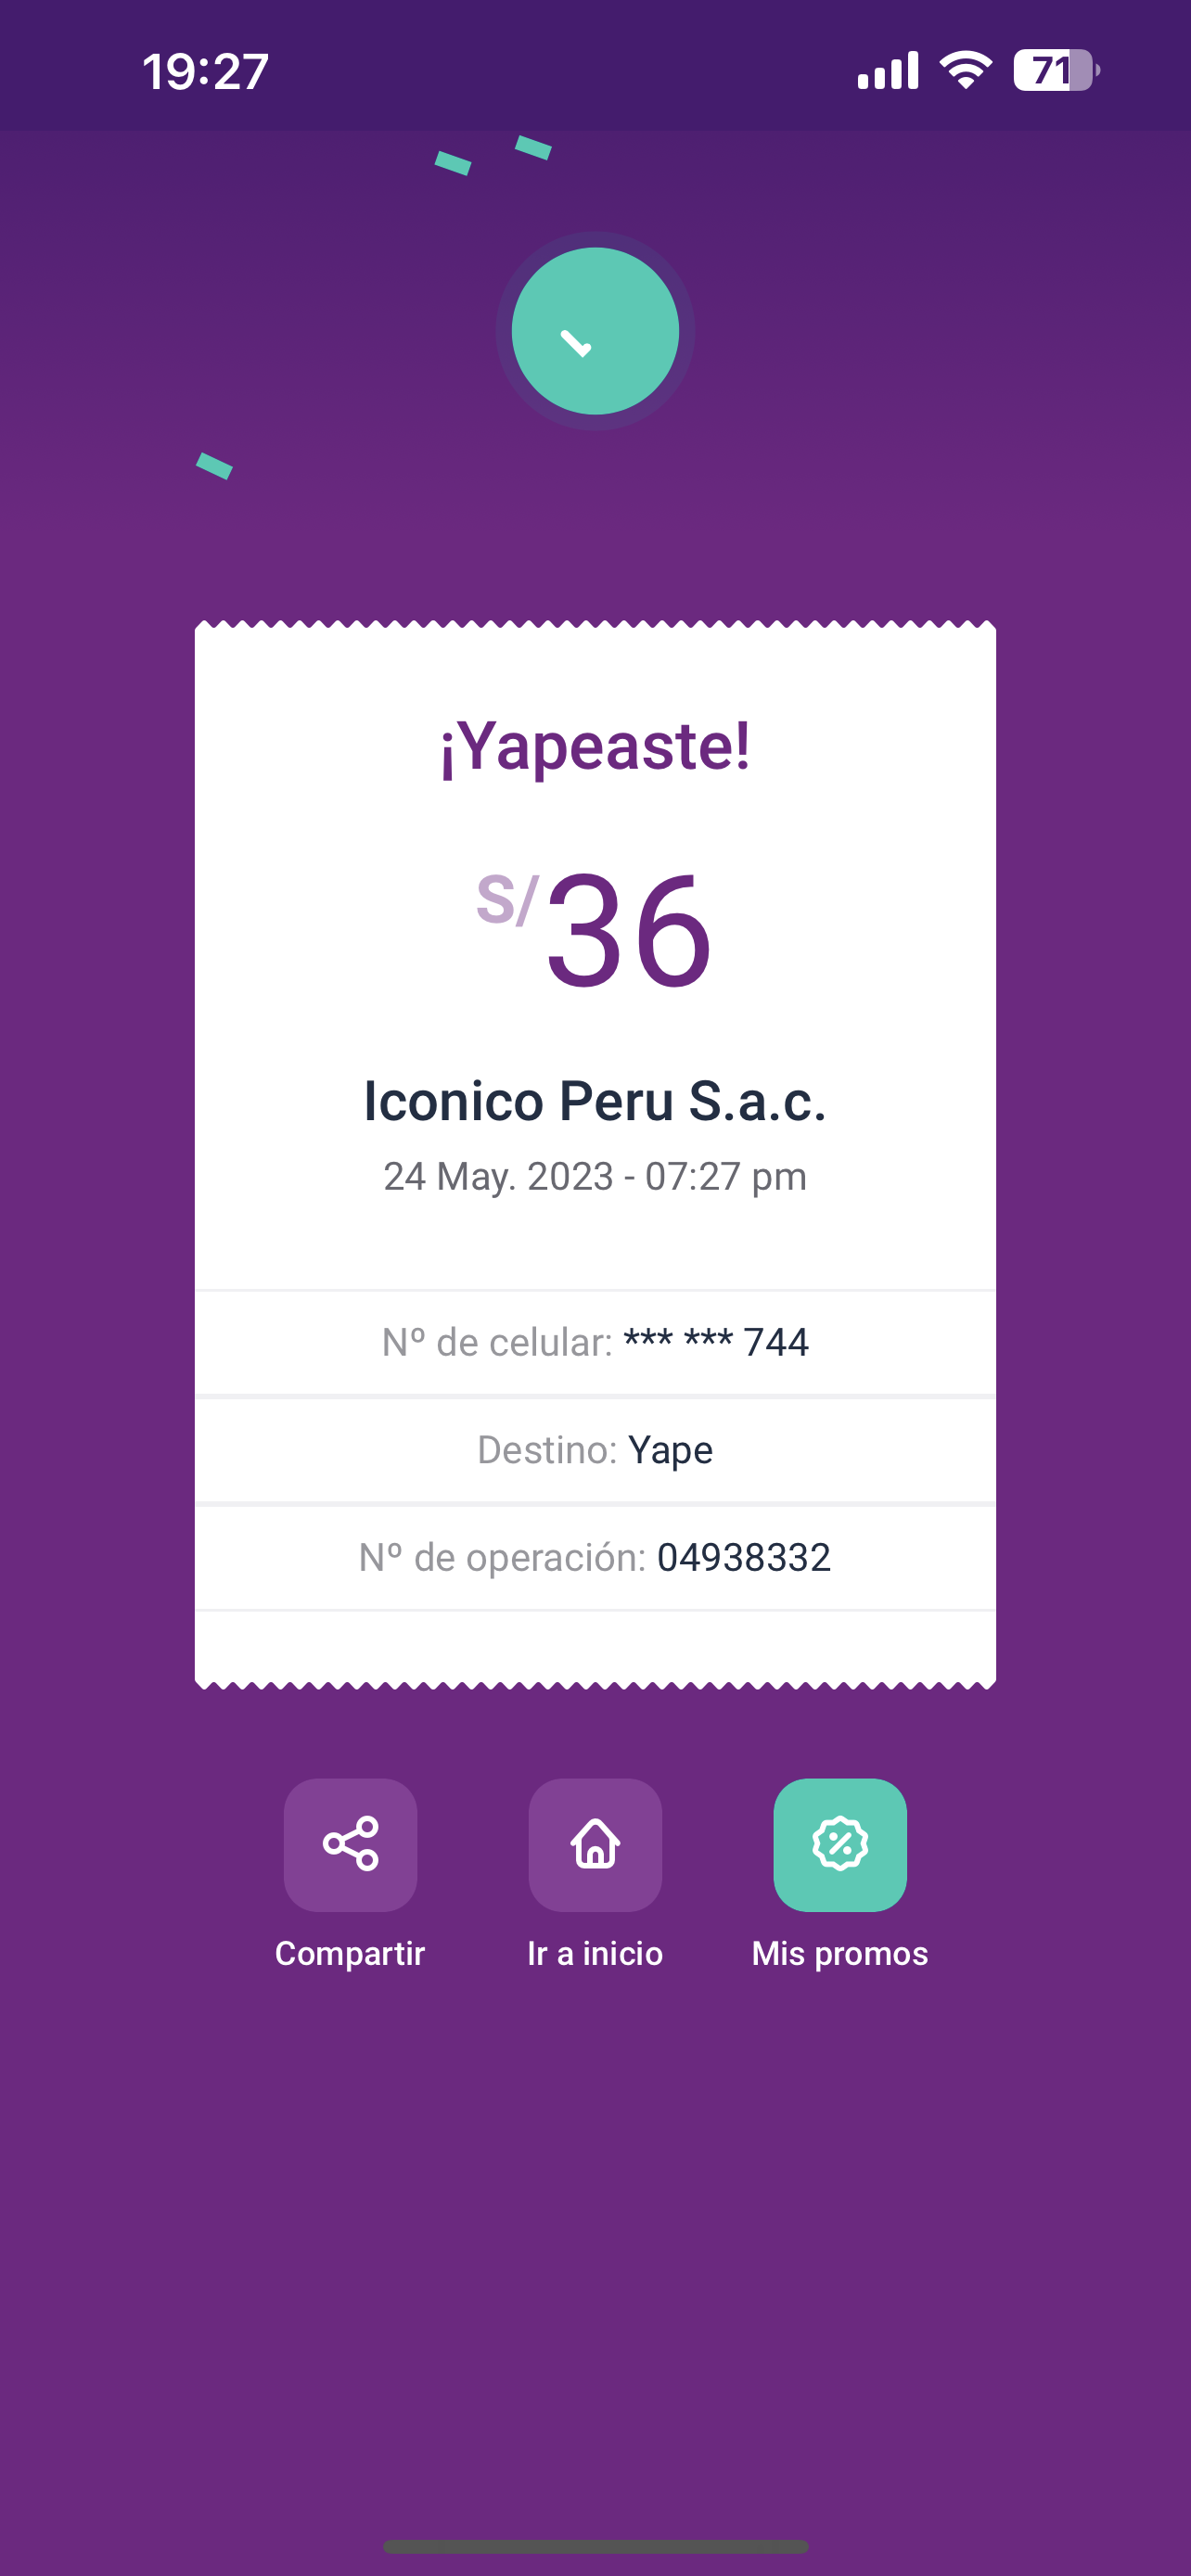 19:27
71
¡Yapeaste!
S/36
Iconico Peru S.a.c.
24 May. 2023 - 07:27 pm
Nº de celular: *** *** 744
Destino: Yape
Nº de operación: 04938332
Compartir
Ir a inicio
Mis promos